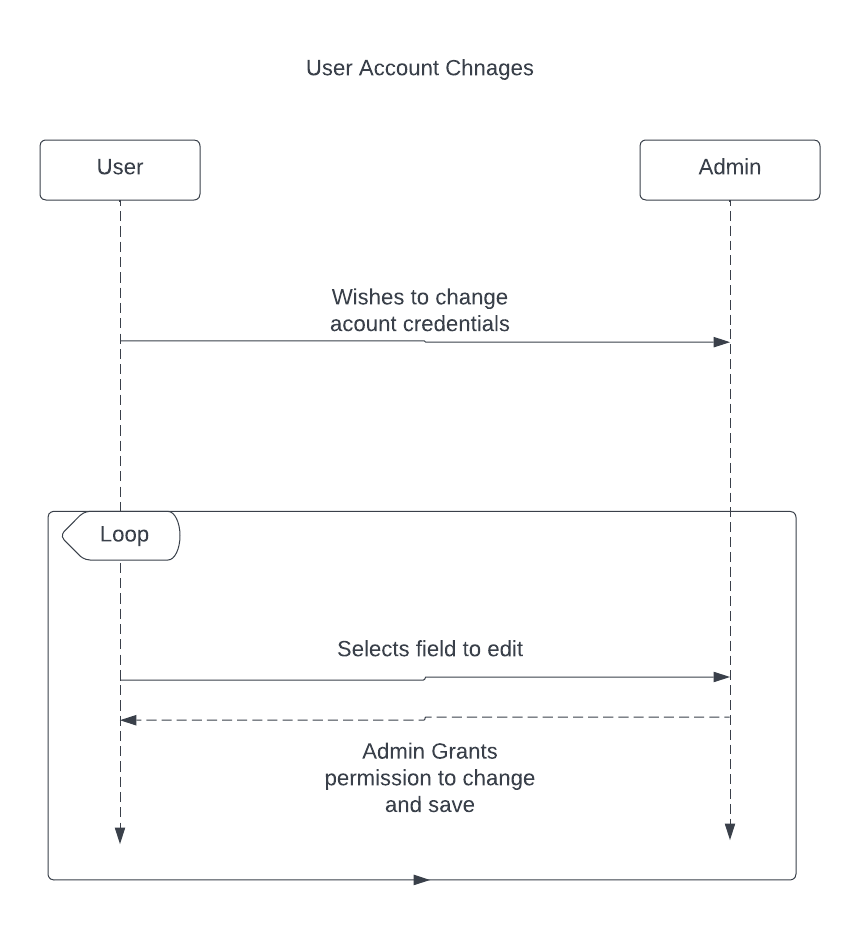 User Account Chnages
User
Admin
Wishes to change
acount credentials
Loop
Selects field to edit
Admin Grants
permission to change
and save